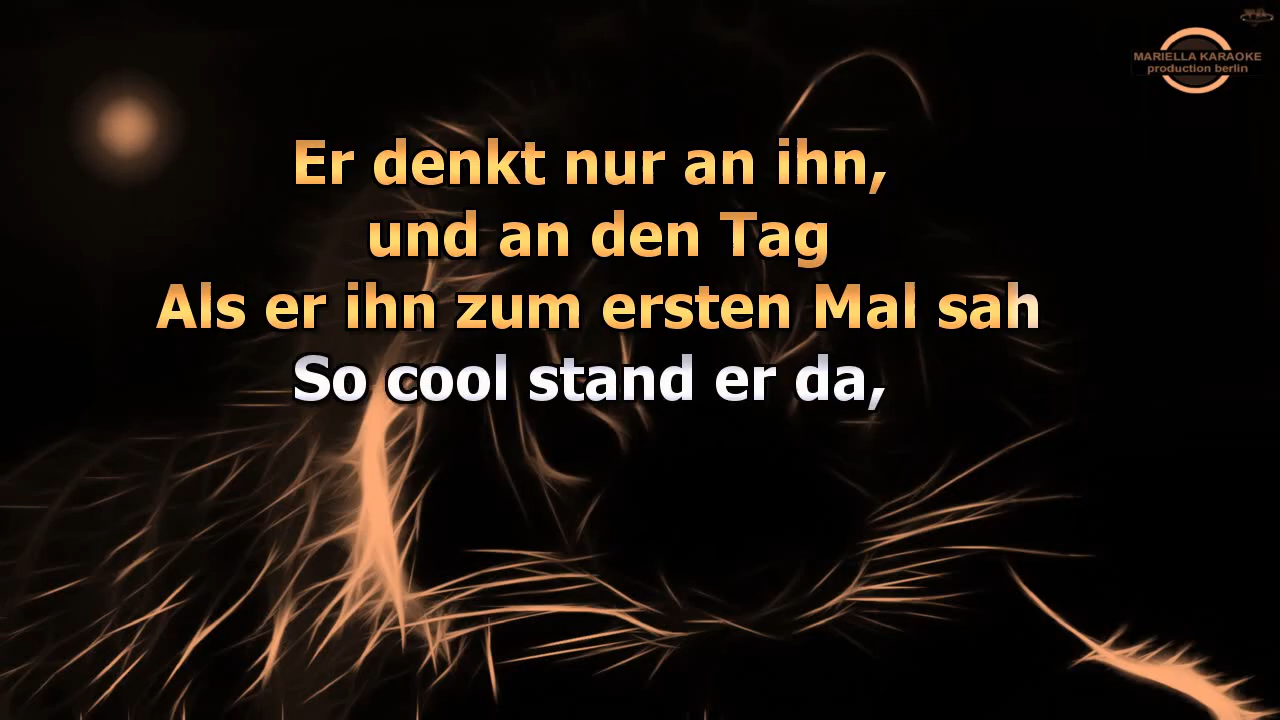 MARIELLA KARAOKE
production berlin
Er denkt nur an ihn,
und an den Tag
Als er ihn zum ersten Mal sah
So cool stand er da,